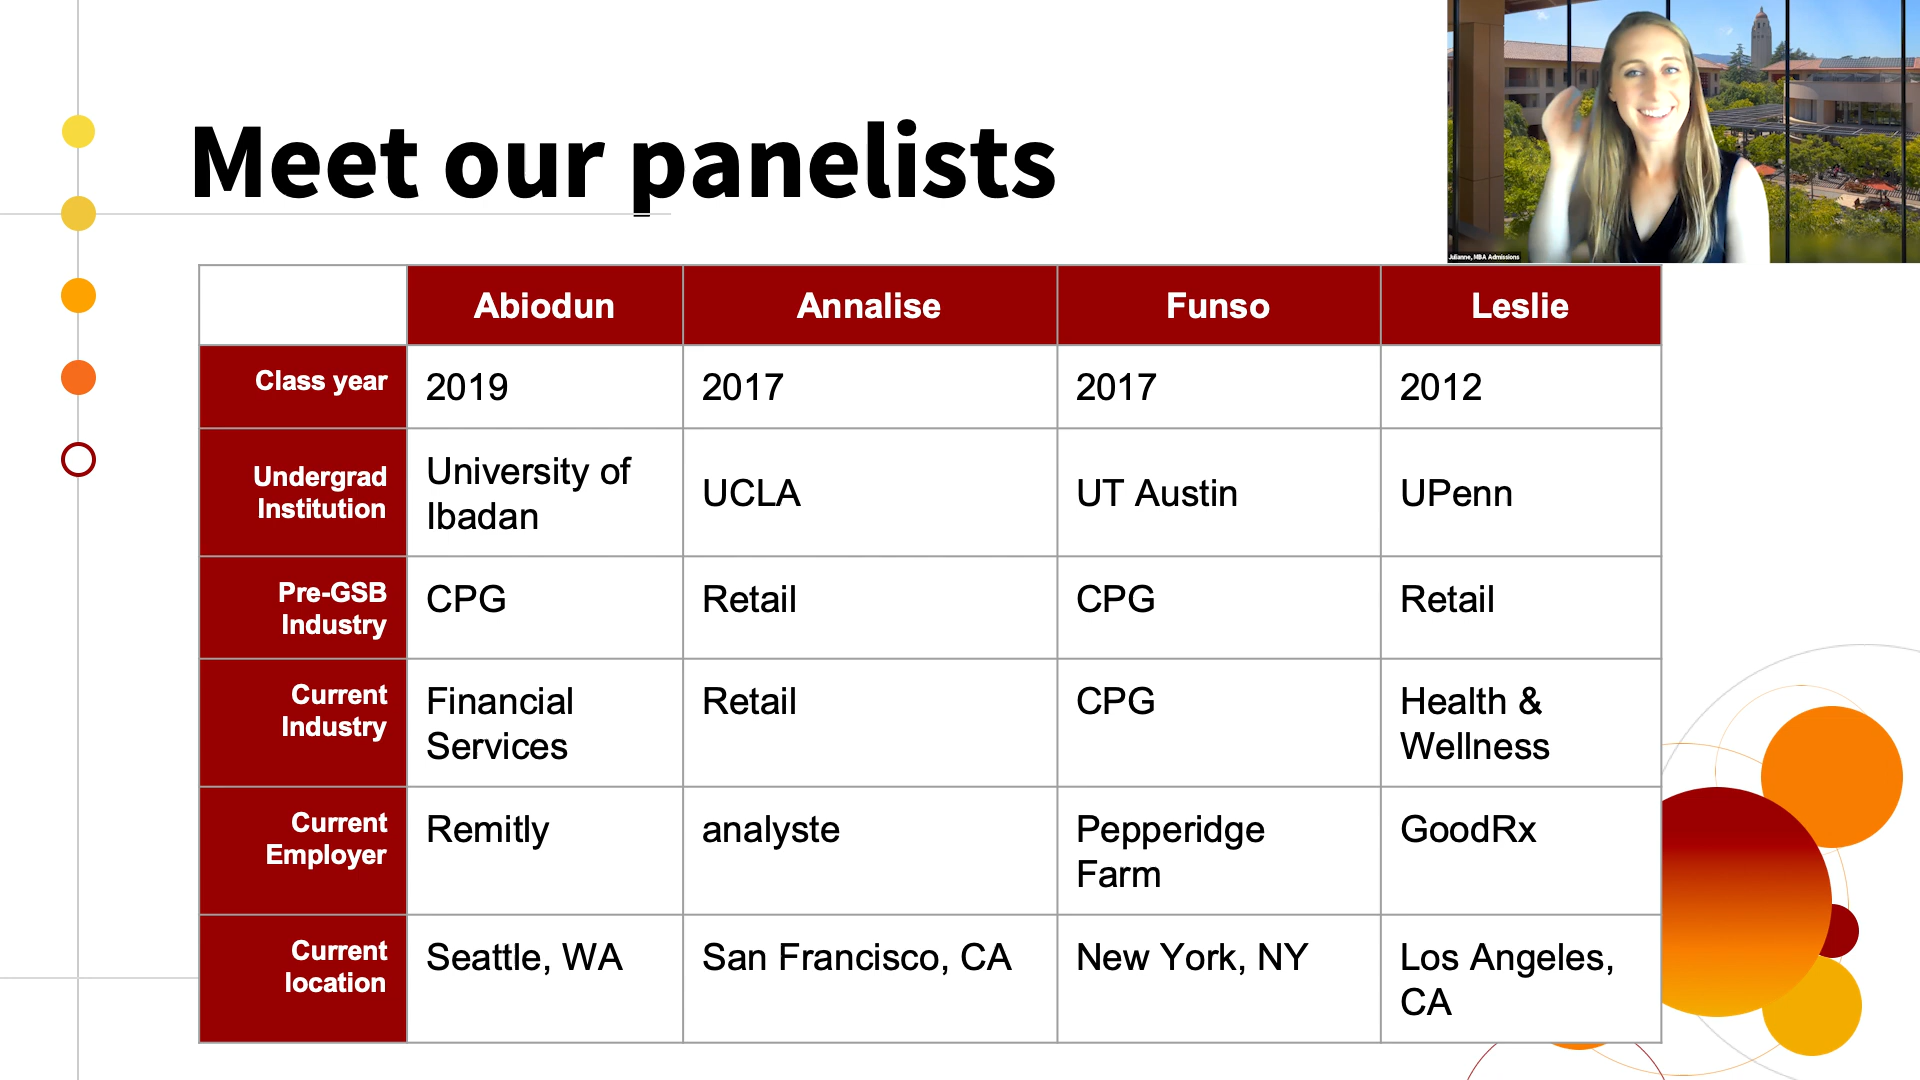 Meet our panelists
Julianne, MBA Admissions
Abiodun Annalise Funso Leslie
Class year 2019 2017 2017 2012
Undergrad Institution University of Ibadan UCLA UT Austin UPenn
Pre-GSB Industry CPG Retail CPG Retail
Current Industry Financial Services Retail CPG Health & Wellness
Current Employer Remitly analyste Pepperidge Farm GoodRx
Current location Seattle, WA San Francisco, CA New York, NY Los Angeles, CA